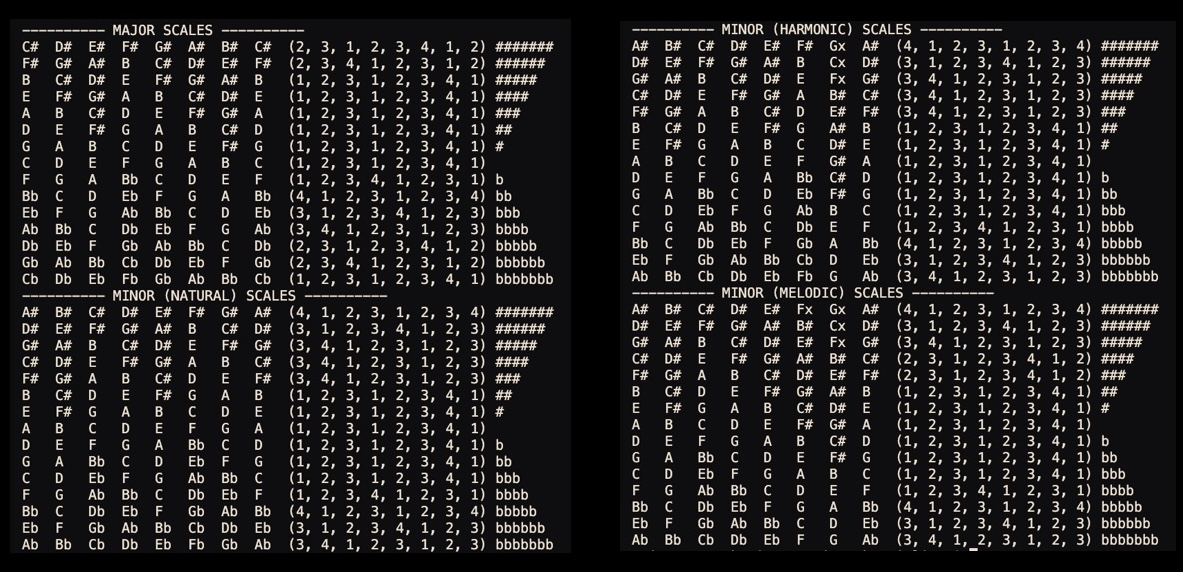 ---------- MAJOR SCALES ----------
C# D# E# F# G# A# B# C# (2, 3, 1, 2, 3, 4, 1, 2) #######
F# G# A# B C# D# E# F# (2, 3, 4, 1, 2, 3, 1, 2) ######
B C# D# E F# G# A# B (1, 2, 3, 1, 2, 3, 4, 1) #####
E F# G# A B C# D# E (1, 2, 3, 1, 2, 3, 4, 1) ####
A B C# D E F# G# A (1, 2, 3, 1, 2, 3, 4, 1) ###
D E F# G A B C# D (1, 2, 3, 1, 2, 3, 4, 1) ##
G A B C D E F# G (1, 2, 3, 1, 2, 3, 4, 1) #
C D E F G A B C (1, 2, 3, 1, 2, 3, 4, 1)
F G A Bb C D E F (1, 2, 3, 4, 1, 2, 3, 1) b
Bb C D Eb F G A Bb (4, 1, 2, 3, 1, 2, 3, 4) bb
Eb F G Ab Bb C D Eb (3, 1, 2, 3, 4, 1, 2, 3) bbb
Ab Bb C Db Eb F G Ab (3, 4, 1, 2, 3, 1, 2, 3) bbbb
Db Eb F Gb Ab Bb C Db (2, 3, 1, 2, 3, 4, 1, 2) bbbbb
Gb Ab Bb Cb Db Eb F Gb (2, 3, 4, 1, 2, 3, 1, 2) bbbbbb
Cb Db Eb Fb Gb Ab Bb Cb (1, 2, 3, 1, 2, 3, 4, 1) bbbbbbb
---------- MINOR (NATURAL) SCALES ----------
A# B# C# D# E# F# G# A# (4, 1, 2, 3, 1, 2, 3, 4) #######
D# E# F# G# A# B C# D# (3, 1, 2, 3, 4, 1, 2, 3) ######
G# A# B C# D# E F# G# (3, 4, 1, 2, 3, 1, 2, 3) #####
C# D# E F# G# A B C# (3, 4, 1, 2, 3, 1, 2, 3) ####
F# G# A B C# D E F# (3, 4, 1, 2, 3, 1, 2, 3) ###
B C# D E F# G A B (1, 2, 3, 1, 2, 3, 4, 1) ##
E F# G A B C D E (1, 2, 3, 1, 2, 3, 4, 1) #
A B C D E F G A (1, 2, 3, 1, 2, 3, 4, 1)
D E F G A Bb C D (1, 2, 3, 1, 2, 3, 4, 1) b
G A Bb C D Eb F G (1, 2, 3, 1, 2, 3, 4, 1) bb
C D Eb F G Ab Bb C (1, 2, 3, 1, 2, 3, 4, 1) bbb
F G Ab Bb C Db Eb F (1, 2, 3, 4, 1, 2, 3, 1) bbbb
Bb C Db Eb F Gb Ab Bb (4, 1, 2, 3, 1, 2, 3, 4) bbbbb
Eb F Gb Ab Bb Cb Db Eb (3, 1, 2, 3, 4, 1, 2, 3) bbbbbb
Ab Bb Cb Db Eb Fb Gb Ab (3, 4, 1, 2, 3, 1, 2, 3) bbbbbbb
---------- MINOR (HARMONIC) SCALES ----------
A# B# C# D# E# F# Gx A# (4, 1, 2, 3, 1, 2, 3, 4) #######
D# E# F# G# A# B Cx D# (3, 1, 2, 3, 4, 1, 2, 3) ######
G# A# B C# D# E Fx G# (3, 4, 1, 2, 3, 1, 2, 3) #####
C# D# E F# G# A B# C# (3, 4, 1, 2, 3, 1, 2, 3) ####
F# G# A B C# D E# F# (3, 4, 1, 2, 3, 1, 2, 3) ###
B C# D E F# G A# B (1, 2, 3, 1, 2, 3, 4, 1) ##
E F# G A B C D# E (1, 2, 3, 1, 2, 3, 4, 1) #
A B C D E F G# A (1, 2, 3, 1, 2, 3, 4, 1)
D E F G A Bb C# D (1, 2, 3, 1, 2, 3, 4, 1) b
G A Bb C D Eb F# G (1, 2, 3, 1, 2, 3, 4, 1) bb
C D Eb F G Ab B C (1, 2, 3, 1, 2, 3, 4, 1) bbb
F G Ab Bb C Db E F (1, 2, 3, 4, 1, 2, 3, 1) bbbb
Bb C Db Eb F Gb A Bb (4, 1, 2, 3, 1, 2, 3, 4) bbbbb
Eb F Gb Ab Bb Cb D Eb (3, 1, 2, 3, 4, 1, 2, 3) bbbbbb
Ab Bb Cb Db Eb Fb G Ab (3, 4, 1, 2, 3, 1, 2, 3) bbbbbbb
---------- MINOR (MELODIC) SCALES ----------
A# B# C# D# E# Fx Gx A# (4, 1, 2, 3, 1, 2, 3, 4) #######
D# E# F# G# A# B# Cx D# (3, 1, 2, 3, 4, 1, 2, 3) ######
G# A# B C# D# E# Fx G# (3, 4, 1, 2, 3, 1, 2, 3) #####
C# D# E F# G# A# B# C# (2, 3, 1, 2, 3, 4, 1, 2) ####
F# G# A B C# D# E# F# (2, 3, 1, 2, 3, 4, 1, 2) ###
B C# D E F# G# A# B (1, 2, 3, 1, 2, 3, 4, 1) ##
E F# G A B C# D# E (1, 2, 3, 1, 2, 3, 4, 1) #
A B C D E F# G# A (1, 2, 3, 1, 2, 3, 4, 1)
D E F G A B C# D (1, 2, 3, 1, 2, 3, 4, 1) b
G A Bb C D E F# G (1, 2, 3, 1, 2, 3, 4, 1) bb
C D Eb F G A B C (1, 2, 3, 1, 2, 3, 4, 1) bbb
F G Ab Bb C D E F (1, 2, 3, 4, 1, 2, 3, 1) bbbb
Bb C Db Eb F G A Bb (4, 1, 2, 3, 1, 2, 3, 4) bbbbb
Eb F Gb Ab Bb C D Eb (3, 1, 2, 3, 4, 1, 2, 3) bbbbbb
Ab Bb Cb Db Eb F G Ab (3, 4, 1, 2, 3, 1, 2, 3) bbbbbbb